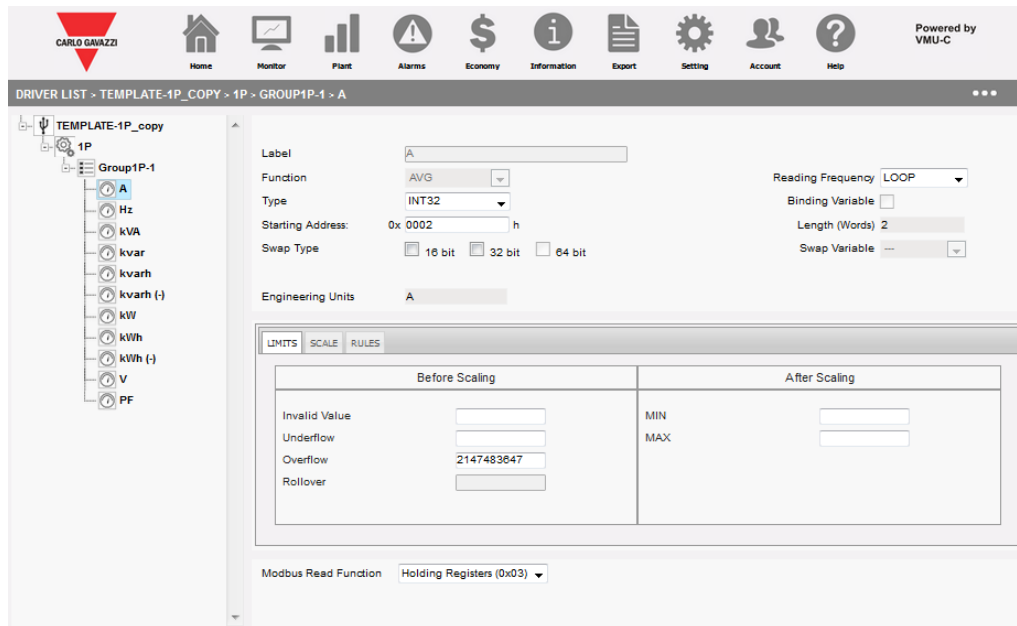 CARLO GAVAZZI
Home
Monitor
Plant
Alarms
Economy
Information
Export
Setting
Account
Help
Powered by
VMU-C
DRIVER LIST > TEMPLATE-1P_COPY > 1P > GROUP1P-1 > A
TEMPLATE-1P_copy
1P
Group1P-1
A
Hz
kVA
kvar
kvarh
kvarh (-)
kW
kWh
kWh (-)
V
PF
Label A
Function AVG Reading Frequency LOOP
Type INT32 Binding Variable
Starting Address: 0x 0002 h Length (Words) 2
Swap Type 16 bit 32 bit 64 bit Swap Variable ---
Engineering Units A
LIMITS SCALE RULES
Before Scaling After Scaling
Invalid Value MIN
Underflow MAX
Overflow 2147483647
Rollover
Modbus Read Function Holding Registers (0x03)